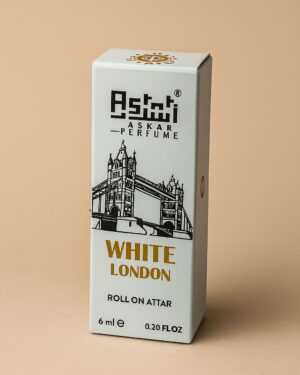 ASKAR
PERFUME
WHITE
LONDON
ROLL ON ATTAR
6 ml e 0.20 FLOZ